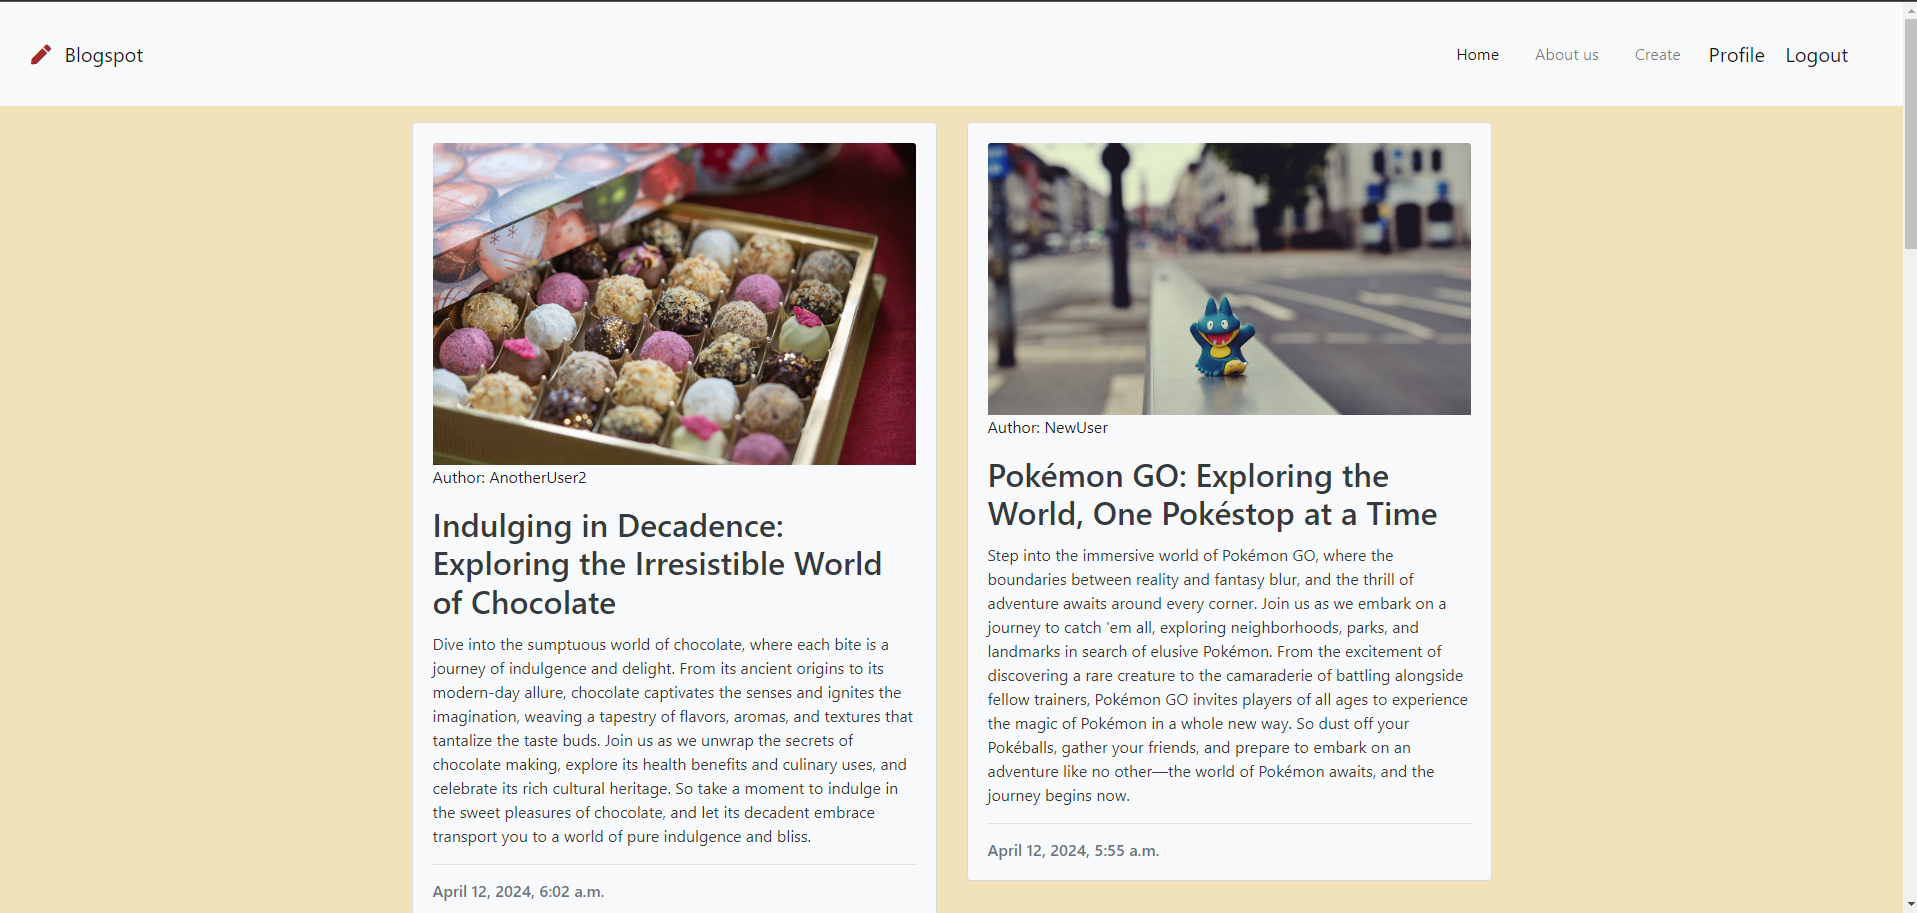 Blogspot
Home
About us
Create
Profile
Logout
Author: AnotherUser2
Indulging in Decadence:
Exploring the Irresistible World
of Chocolate
Dive into the sumptuous world of chocolate, where each bite is a
journey of indulgence and delight. From its ancient origins to its
modern-day allure, chocolate captivates the senses and ignites the
imagination, weaving a tapestry of flavors, aromas, and textures that
tantalize the taste buds. Join us as we unwrap the secrets of
chocolate making, explore its health benefits and culinary uses, and
celebrate its rich cultural heritage. So take a moment to indulge in
the sweet pleasures of chocolate, and let its decadent embrace
transport you to a world of pure indulgence and bliss.
April 12, 2024, 6:02 a.m.
Author: NewUser
Pokémon GO: Exploring the
World, One Pokéstop at a Time
Step into the immersive world of Pokémon GO, where the
boundaries between reality and fantasy blur, and the thrill of
adventure awaits around every corner. Join us as we embark on a
journey to catch 'em all, exploring neighborhoods, parks, and
landmarks in search of elusive Pokémon. From the excitement of
discovering a rare creature to the camaraderie of battling alongside
fellow trainers, Pokémon GO invites players of all ages to experience
the magic of Pokémon in a whole new way. So dust off your
Pokéballs, gather your friends, and prepare to embark on an
adventure like no other—the world of Pokémon awaits, and the
journey begins now.
April 12, 2024, 5:55 a.m.